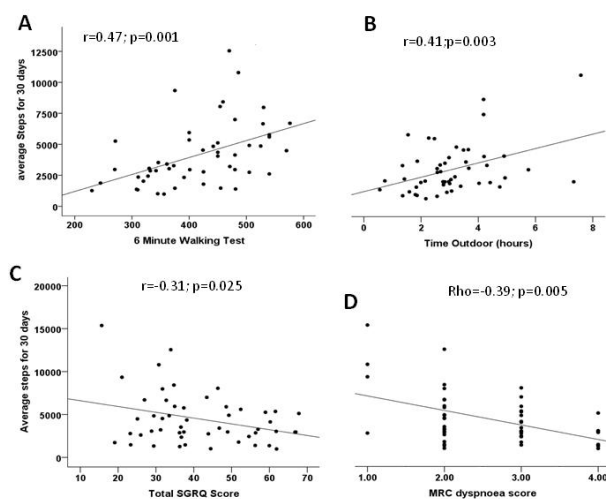 A
r=0.47; p=0.001
average Steps for 30 days
12500
10000
7500
5000
2500
0
200
300
400
500
600
6 Minute Walking Test
B
r=0.41;p=0.003
0
2
4
6
8
Time Outdoor (hours)
C
r=-0.31; p=0.025
Average steps for 30 days
20000
15000
10000
5000
0
10
20
30
40
50
60
70
Total SGRQ Score
D
Rho=-0.39; p=0.005
1.00
2.00
3.00
4.00
MRC dyspnoea score